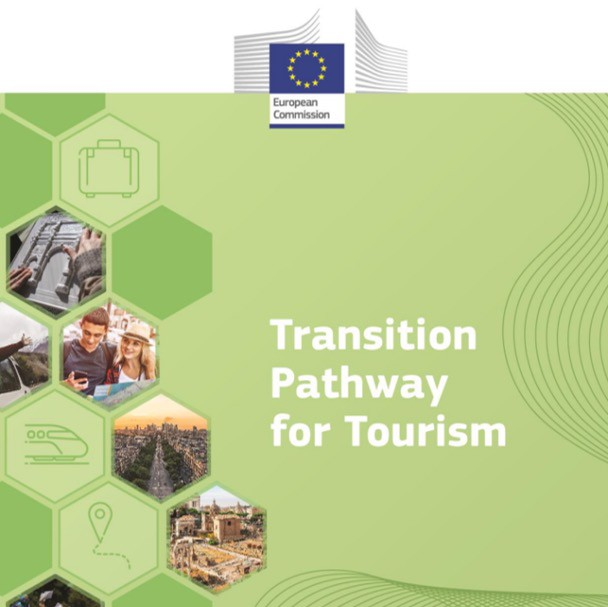 European
Commission
Transition
Pathway
for Tourism